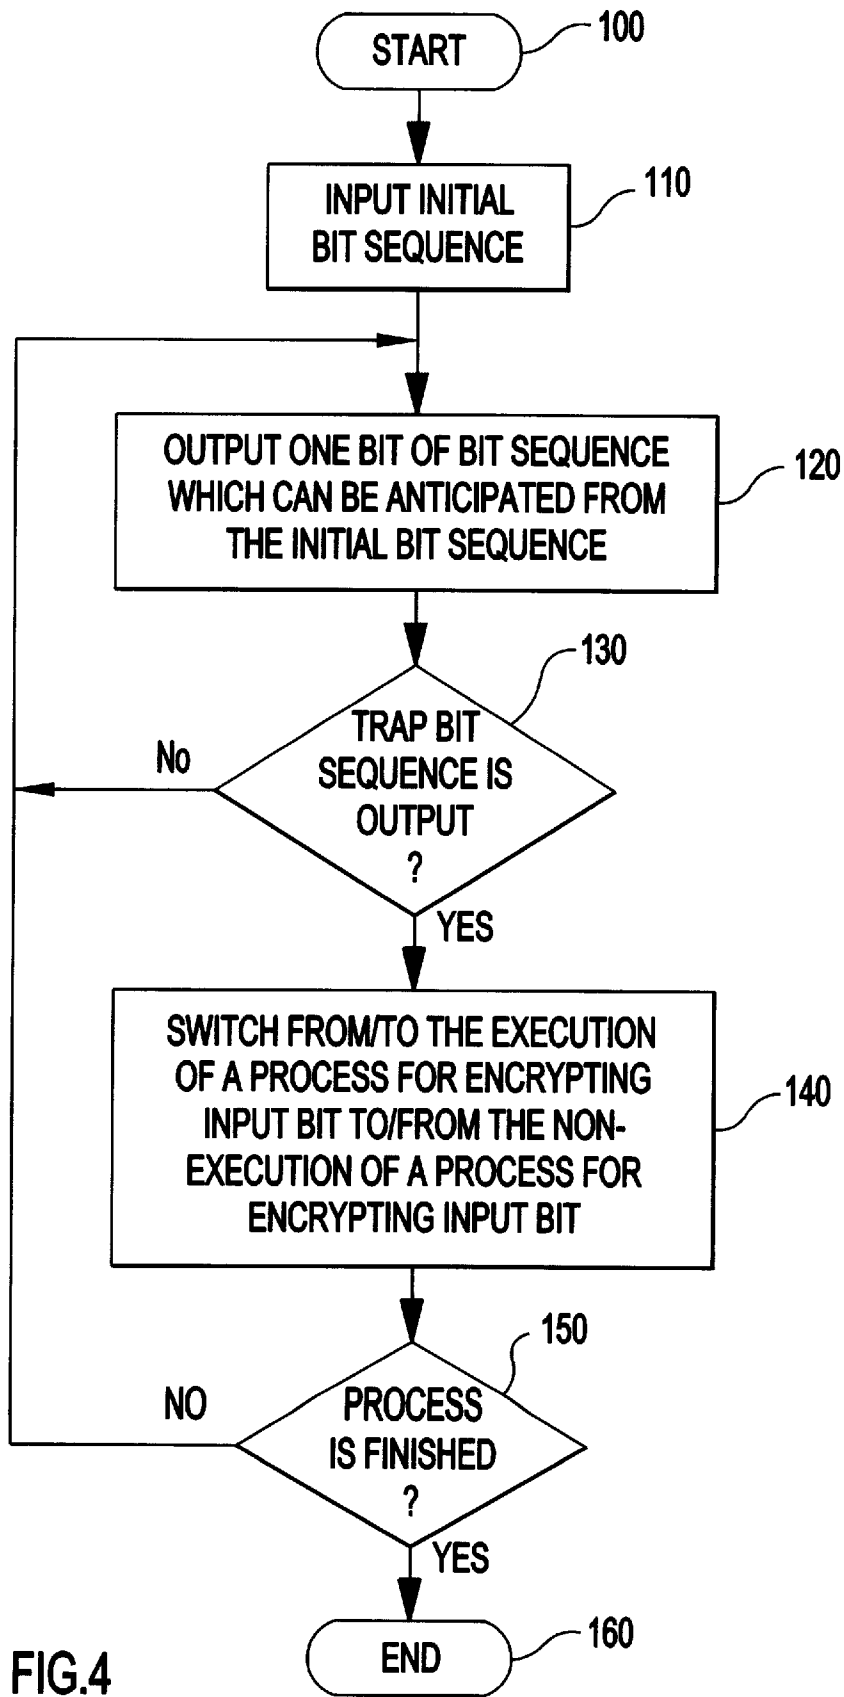 START
100
INPUT INITIAL
BIT SEQUENCE
110
OUTPUT ONE BIT OF BIT SEQUENCE
WHICH CAN BE ANTICIPATED FROM
THE INITIAL BIT SEQUENCE
120
130
TRAP BIT
SEQUENCE IS
OUTPUT
?
No
YES
SWITCH FROM/TO THE EXECUTION
OF A PROCESS FOR ENCRYPTING
INPUT BIT TO/FROM THE NON-
EXECUTION OF A PROCESS FOR
ENCRYPTING INPUT BIT
140
150
PROCESS
IS FINISHED
?
NO
YES
END
160
FIG.4